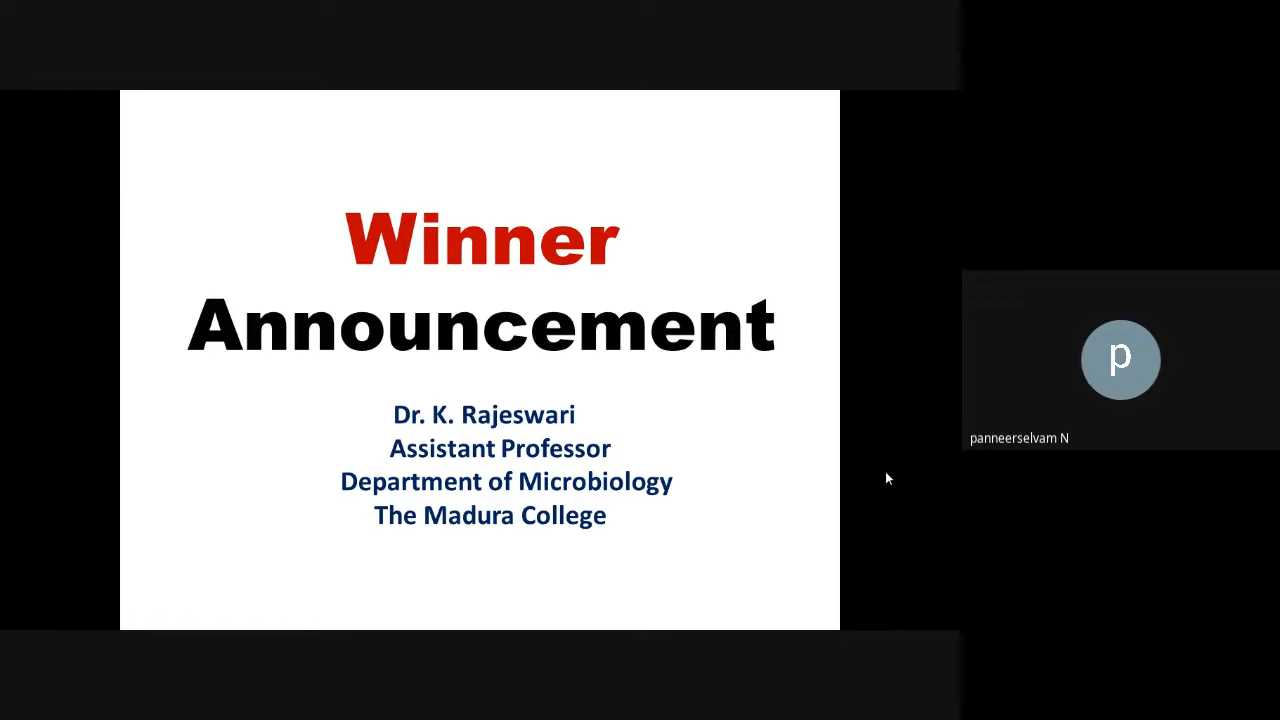 Winner
Announcement
Dr. K. Rajeswari
Assistant Professor
Department of Microbiology
The Madura College
p
panneerselvam N